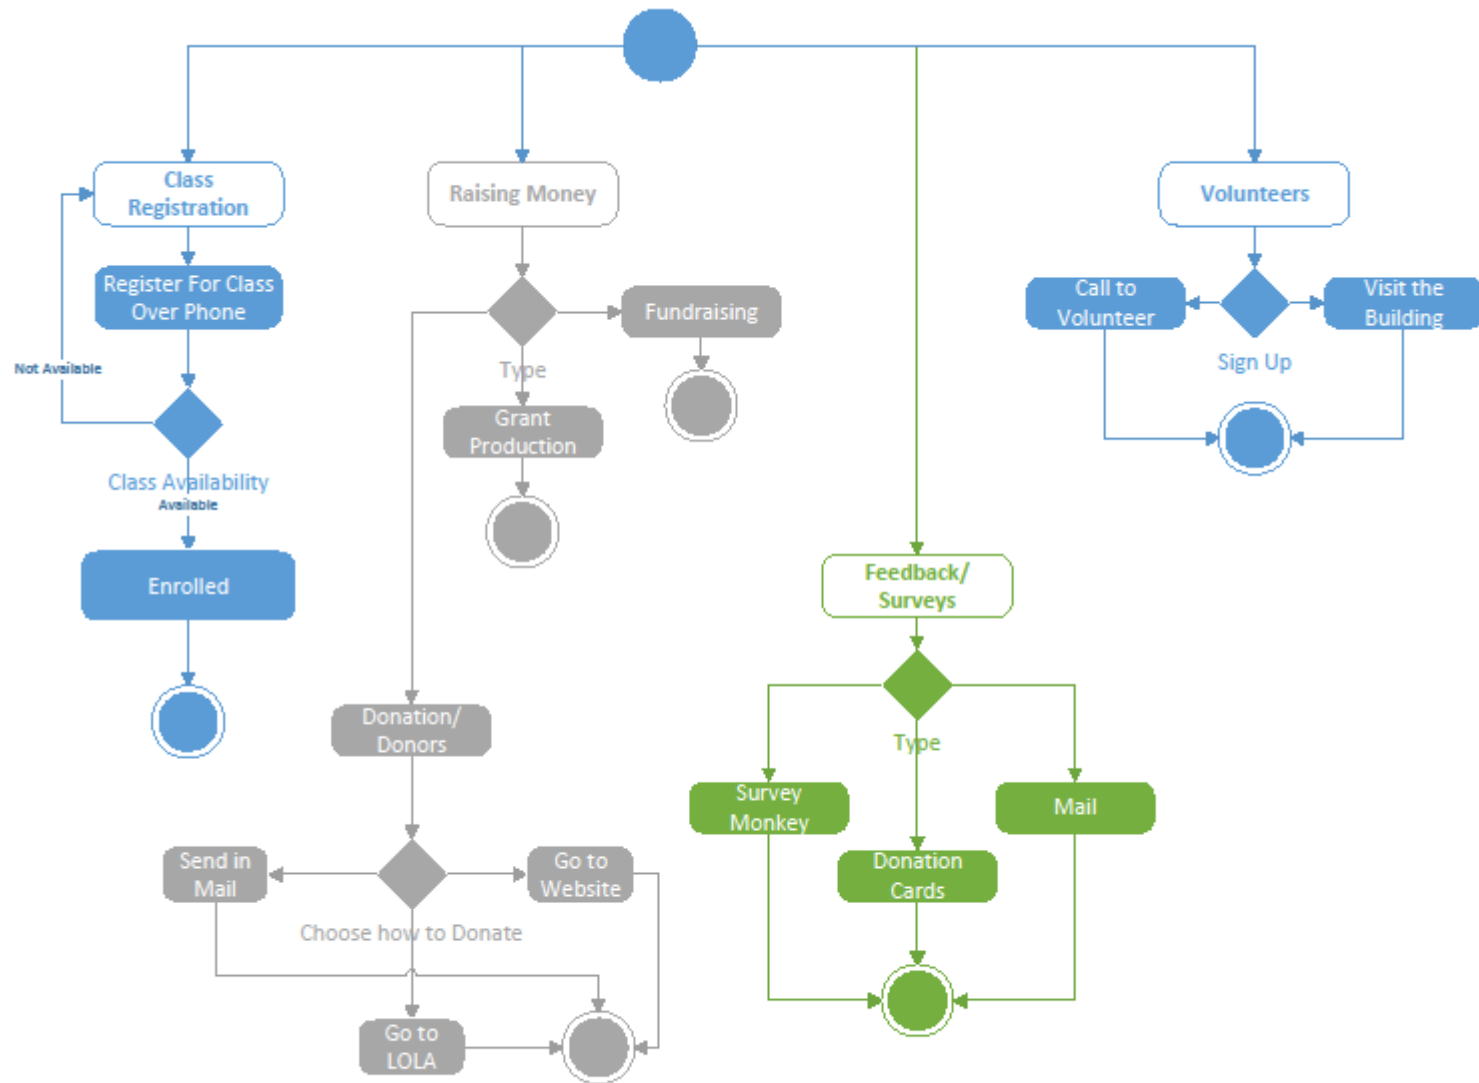 Class
Registration
Raising Money
Volunteers
Register For Class
Over Phone
Fundraising
Call to
Volunteer
Visit the
Building
Not Available
Type
Sign Up
Grant
Production
Class Availability
Available
Enrolled
Feedback/
Surveys
Donation/
Donors
Type
Survey
Monkey
Mail
Donation
Cards
Send in
Mail
Go to
Website
Choose how to Donate
Go to
LOLA